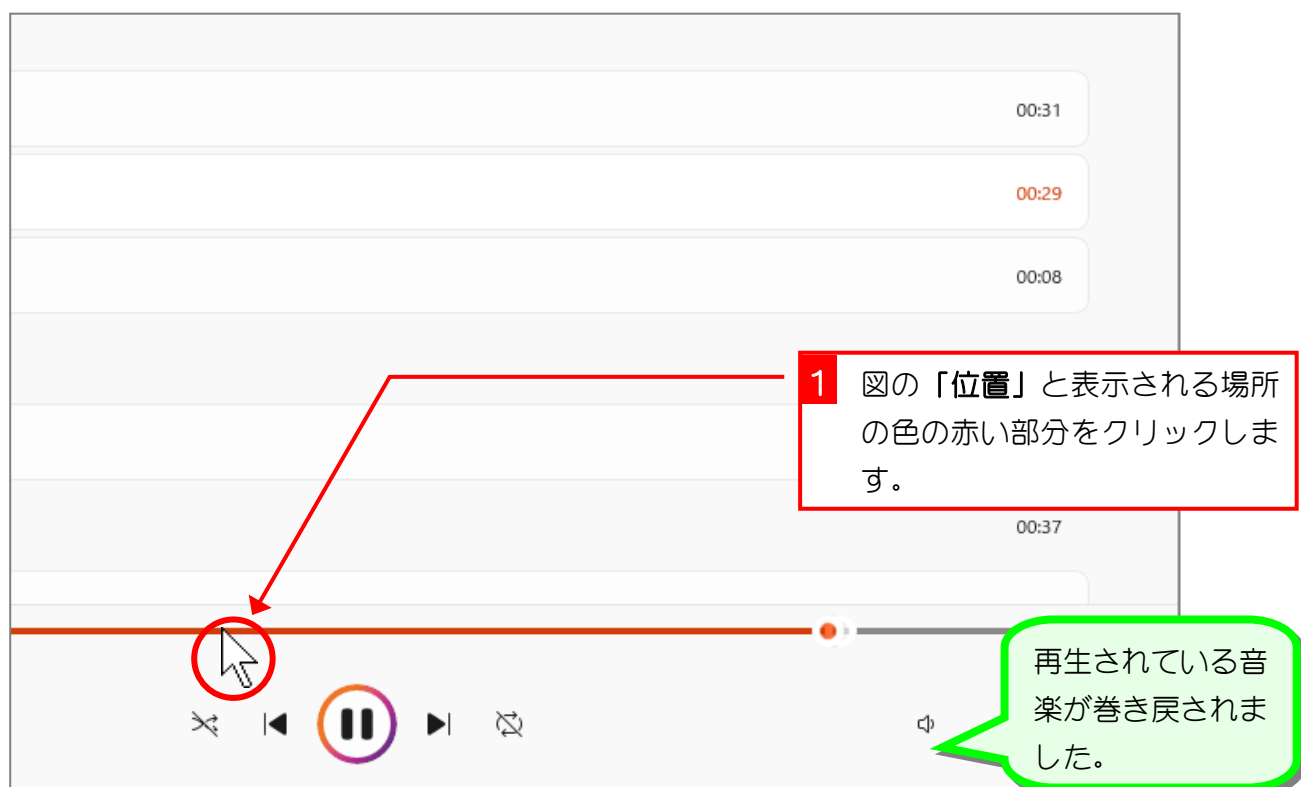 00:31
00:29
00:08
1 図の「位置」と表示される場所
の色の赤い部分をクリックしま
す。
00:37
再生されている音
楽が巻き戻されま
した。